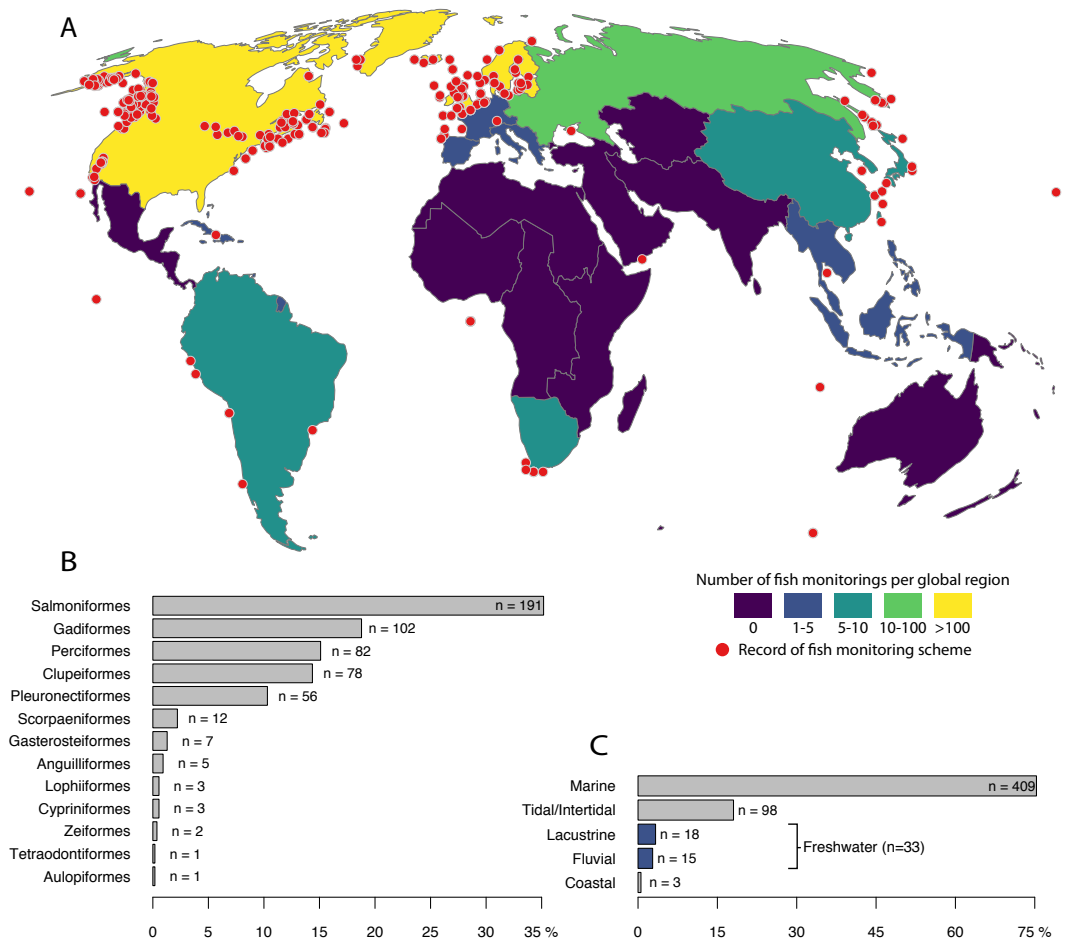 A
B
Salmoniformes n = 191
Gadiformes n = 102
Perciformes n = 82
Clupeiformes n = 78
Pleuronectiformes n = 56
Scorpaeniformes n = 12
Gasterosteiformes n = 7
Anguilliformes n = 5
Lophiiformes n = 3
Cypriniformes n = 3
Zeiformes n = 2
Tetraodontiformes n = 1
Aulopiformes n = 1
0 5 10 15 20 25 30 35 %
Number of fish monitorings per global region
0 1-5 5-10 10-100 >100
Record of fish monitoring scheme
C
Marine n = 409
Tidal/Intertidal n = 98
Lacustrine n = 18
Freshwater (n=33)
Fluvial n = 15
Coastal n = 3
0 15 30 45 60 75 %